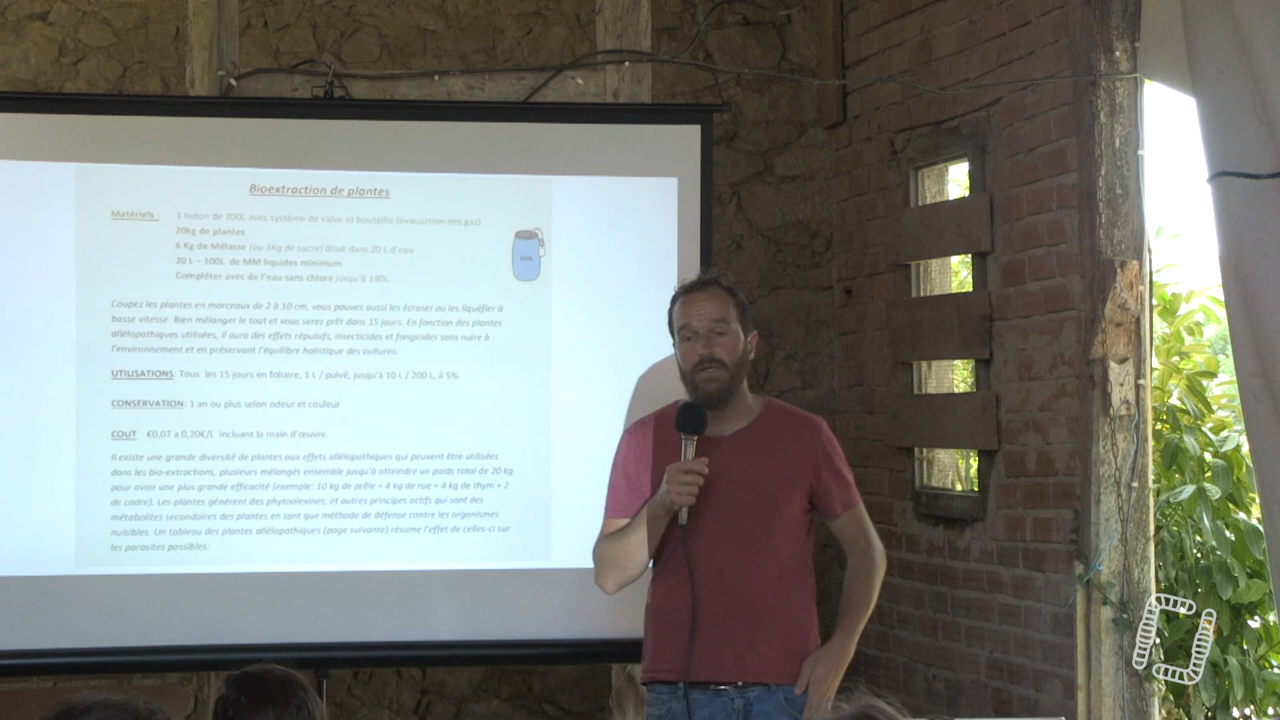 Bioextraction de plantes
Matériels : 1 bidon de 200L avec système de valve et bouteille (évacuation des gaz)
20kg de plantes
6 Kg de Mélasse (ou 3Kg de sucre) dilué dans 20 L d'eau
20 L – 100L de MM liquides minimum
Compléter avec de l'eau sans chlore jusqu'à 180L.
Coupez les plantes en morceaux de 2 à 10 cm, vous pouvez aussi les écraser ou les liquéfier à
basse vitesse. Bien mélanger le tout et vous serez prêt dans 15 jours. En fonction des plantes
allélopathiques utilisées, il aura des effets répulsifs, insecticides et fongicides sans nuire à
l'environnement et en préservant l'équilibre holistique des cultures.
UTILISATIONS: Tous les 15 jours en foliaire, 1 L / pulvé, jusqu'à 10 L / 200 L, à 5%.
CONSERVATION: 1 an ou plus selon odeur et couleur
COUT : €0,07 a 0,20€/L incluant la main d'œuvre.
Il existe une grande diversité de plantes aux effets allélopathiques qui peuvent être utilisées
dans les bio-extractions, plusieurs mélangés ensemble jusqu'à atteindre un poids total de 20 kg
pour avoir une plus grande efficacité (exemple: 10 kg de prêle + 4 kg de rue + 4 kg de thym + 2
de cadre). Les plantes génèrent des phytoalexines, et autres principes actifs qui sont des
métabolites secondaires des plantes en tant que méthode de défense contre les organismes
nuisibles. Un tableau des plantes allélopathiques (page suivante) résume l'effet de celles-ci sur
les parasites possibles: